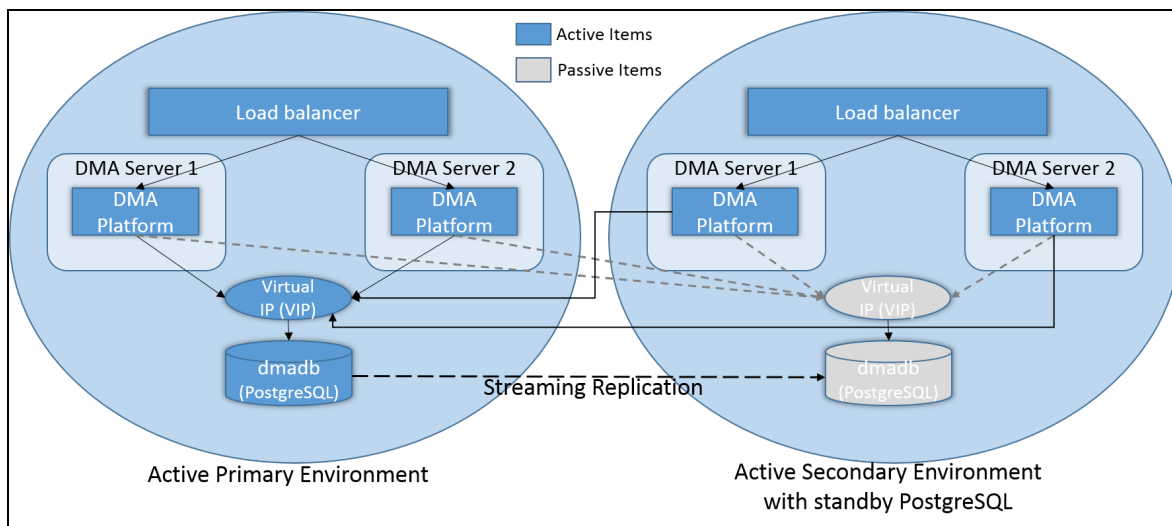 Active Items
Passive Items
Load balancer
DMA Server 1
DMA Server 2
DMA
Platform
DMA
Platform
Virtual
IP (VIP)
dmadb
(PostgreSQL)
Active Primary Environment
Streaming Replication
Load balancer
DMA Server 1
DMA Server 2
DMA
Platform
DMA
Platform
Virtual
IP (VIP)
dmadb
(PostgreSQL)
Active Secondary Environment
with standby PostgreSQL